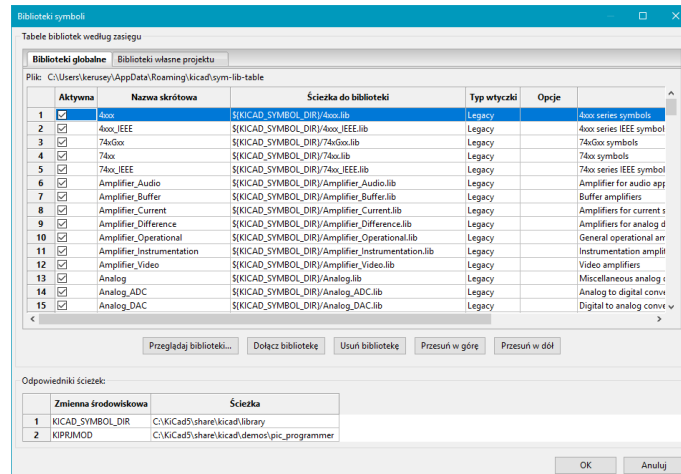 Biblioteki symboli
Tabele bibliotek według zasięgu
Biblioteki globalne Biblioteki własne projektu
Plik: C:\Users\kerusey\AppData\Roaming\kicad\sym-lib-table
Aktywna Nazwa skrótowa Ścieżka do biblioteki Typ wtyczki Opcje
1 4xxx ${KICAD_SYMBOL_DIR}/4xxx.lib Legacy 4xxx series symbols
2 4xxx_IEEE ${KICAD_SYMBOL_DIR}/4xxx_IEEE.lib Legacy 4xxx series IEEE symbol
3 74xGxx ${KICAD_SYMBOL_DIR}/74xGxx.lib Legacy 74xGxx symbols
4 74xx ${KICAD_SYMBOL_DIR}/74xx.lib Legacy 74xx symbols
5 74xx_IEEE ${KICAD_SYMBOL_DIR}/74xx_IEEE.lib Legacy 74xx series IEEE symbol
6 Amplifier_Audio ${KICAD_SYMBOL_DIR}/Amplifier_Audio.lib Legacy Amplifier for audio app
7 Amplifier_Buffer ${KICAD_SYMBOL_DIR}/Amplifier_Buffer.lib Legacy Buffer amplifiers
8 Amplifier_Current ${KICAD_SYMBOL_DIR}/Amplifier_Current.lib Legacy Amplifiers for current s
9 Amplifier_Difference ${KICAD_SYMBOL_DIR}/Amplifier_Difference.lib Legacy Amplifiers for analog d
10 Amplifier_Operational ${KICAD_SYMBOL_DIR}/Amplifier_Operational.lib Legacy General operational am
11 Amplifier_Instrumentation ${KICAD_SYMBOL_DIR}/Amplifier_Instrumentation.lib Legacy Instrumentation amplif
12 Amplifier_Video ${KICAD_SYMBOL_DIR}/Amplifier_Video.lib Legacy Video amplifiers
13 Analog ${KICAD_SYMBOL_DIR}/Analog.lib Legacy Miscellaneous analog d
14 Analog_ADC ${KICAD_SYMBOL_DIR}/Analog_ADC.lib Legacy Analog to digital conve
15 Analog_DAC ${KICAD_SYMBOL_DIR}/Analog_DAC.lib Legacy Digital to analog conve
Przeglądaj biblioteki... Dołącz bibliotekę Usuń bibliotekę Przesuń w górę Przesuń w dół
Odpowiedniki ścieżek:
Zmienna środowiskowa Ścieżka
1 KICAD_SYMBOL_DIR C:\KiCad5\share\kicad\library
2 KIPRJMOD C:\KiCad5\share\kicad\demos\pic_programmer
OK Anuluj